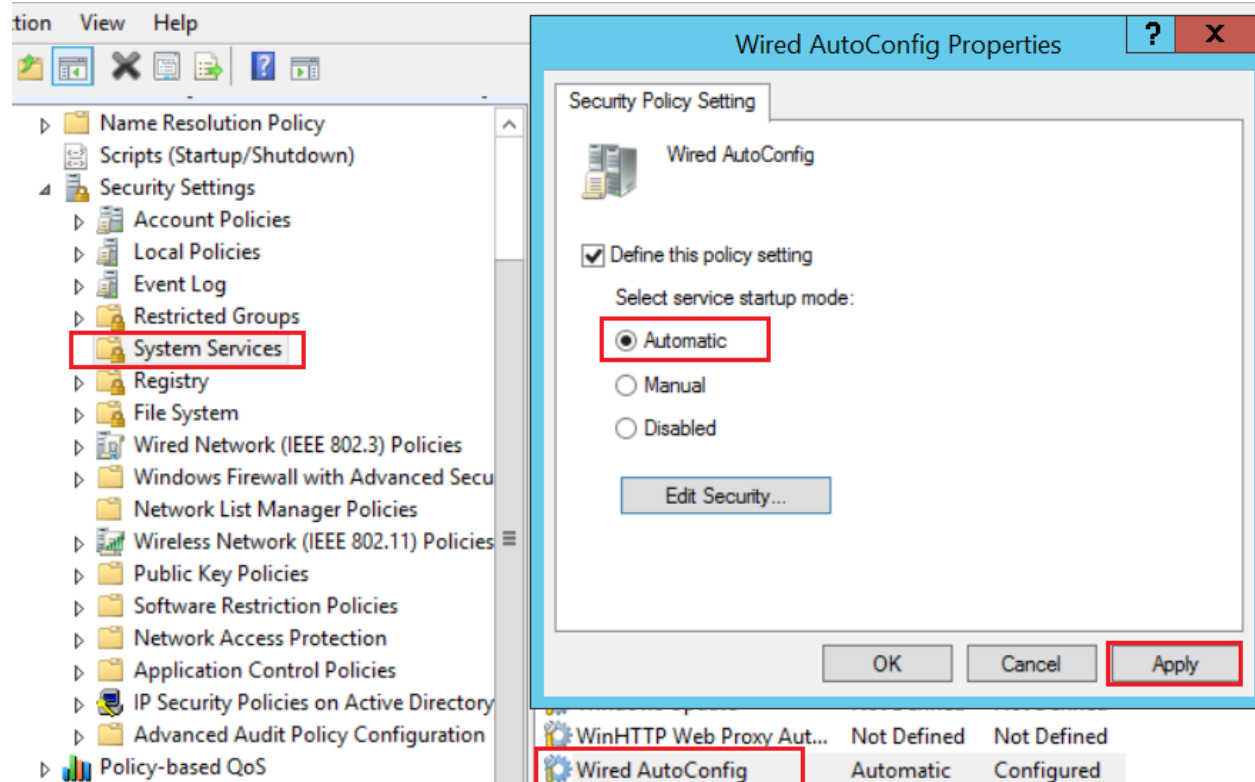 ction View Help
Name Resolution Policy
Scripts (Startup/Shutdown)
Security Settings
Account Policies
Local Policies
Event Log
Restricted Groups
System Services
Registry
File System
Wired Network (IEEE 802.3) Policies
Windows Firewall with Advanced Secu
Network List Manager Policies
Wireless Network (IEEE 802.11) Policies
Public Key Policies
Software Restriction Policies
Network Access Protection
Application Control Policies
IP Security Policies on Active Directory
Advanced Audit Policy Configuration
Policy-based QoS
Wired AutoConfig Properties
? X
Security Policy Setting
Wired AutoConfig
Define this policy setting
Select service startup mode:
Automatic
Manual
Disabled
Edit Security...
OK Cancel Apply
WinHTTP Web Proxy Aut... Not Defined Not Defined
Wired AutoConfig Automatic Configured